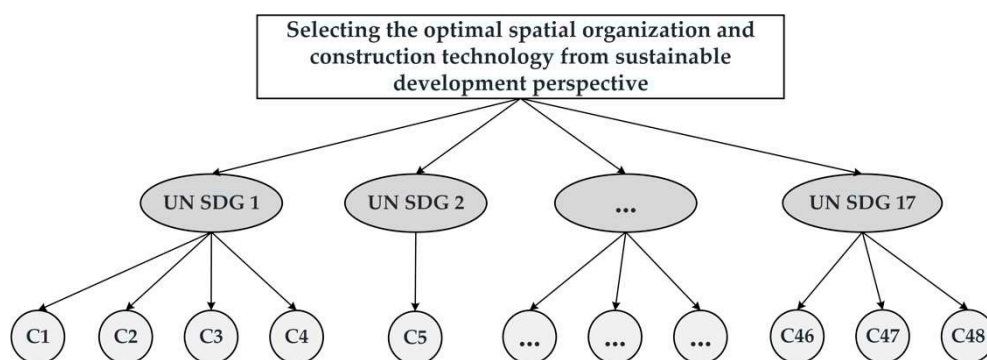 Selecting the optimal spatial organization and
construction technology from sustainable
development perspective
UN SDG 1
UN SDG 2
...
UN SDG 17
C1
C2
C3
C4
C5
...
...
...
C46
C47
C48